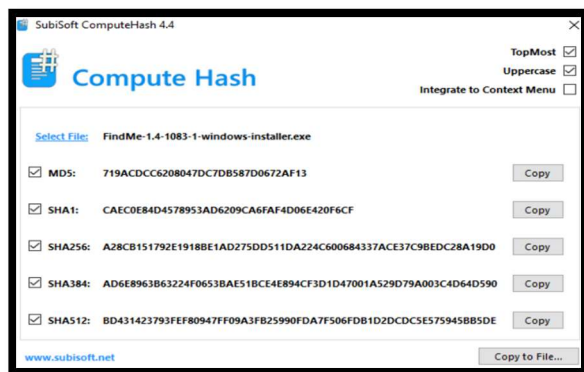 SubiSoft ComputeHash 4.4
TopMost
Compute Hash
Uppercase
Integrate to Context Menu
Select File: FindMe-1.4-1083-1-windows-installer.exe
MD5: 719ACDCC6208047DC7DB587D0672AF13 Copy
SHA1: CAEC0E84D4578953AD6209CA6FAF4D06E420F6CF Copy
SHA256: A28CB151792E1918BE1AD275DD511DA224C600684337ACE37C9BEDC28A19D0 Copy
SHA384: AD6E8963B63224F0653BAE51BCE4E894CF3D1D47001A529D79A003C4D64D590 Copy
SHA512: BD431423793FEF80947FF09A3FB25990FDA7F506FDB1D2DCDC5E575945BB5DE Copy
www.subisoft.net Copy to File...